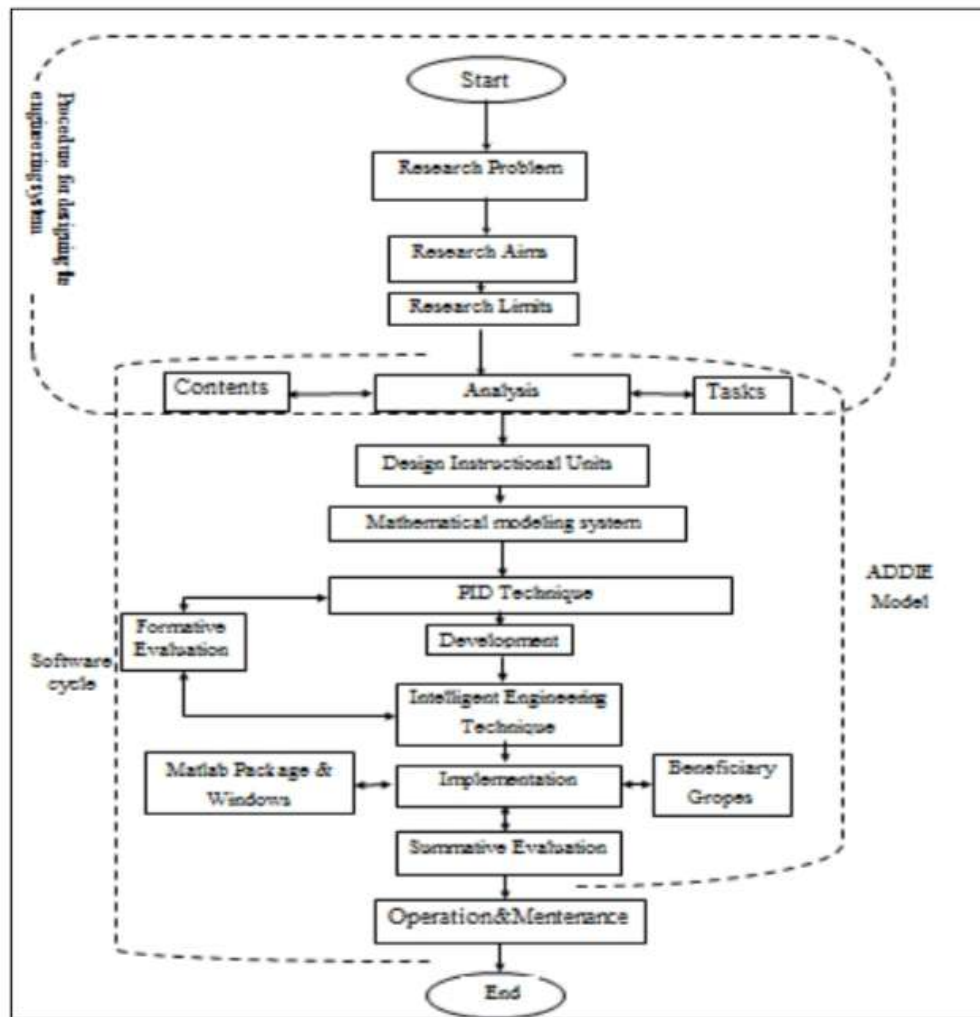 Start
Procedure for designing the
engineering system
Research Problem
Research Aims
Research Limits
Contents
Analysis
Tasks
Design Instructional Units
Mathematical modeling system
PID Technique
ADDIE
Model
Formative
Evaluation
Development
Software
cycle
Intelligent Engineering
Technique
Matlab Package &
Windows
Implementation
Beneficiary
Gropes
Summative Evaluation
Operation&Mentenance
End